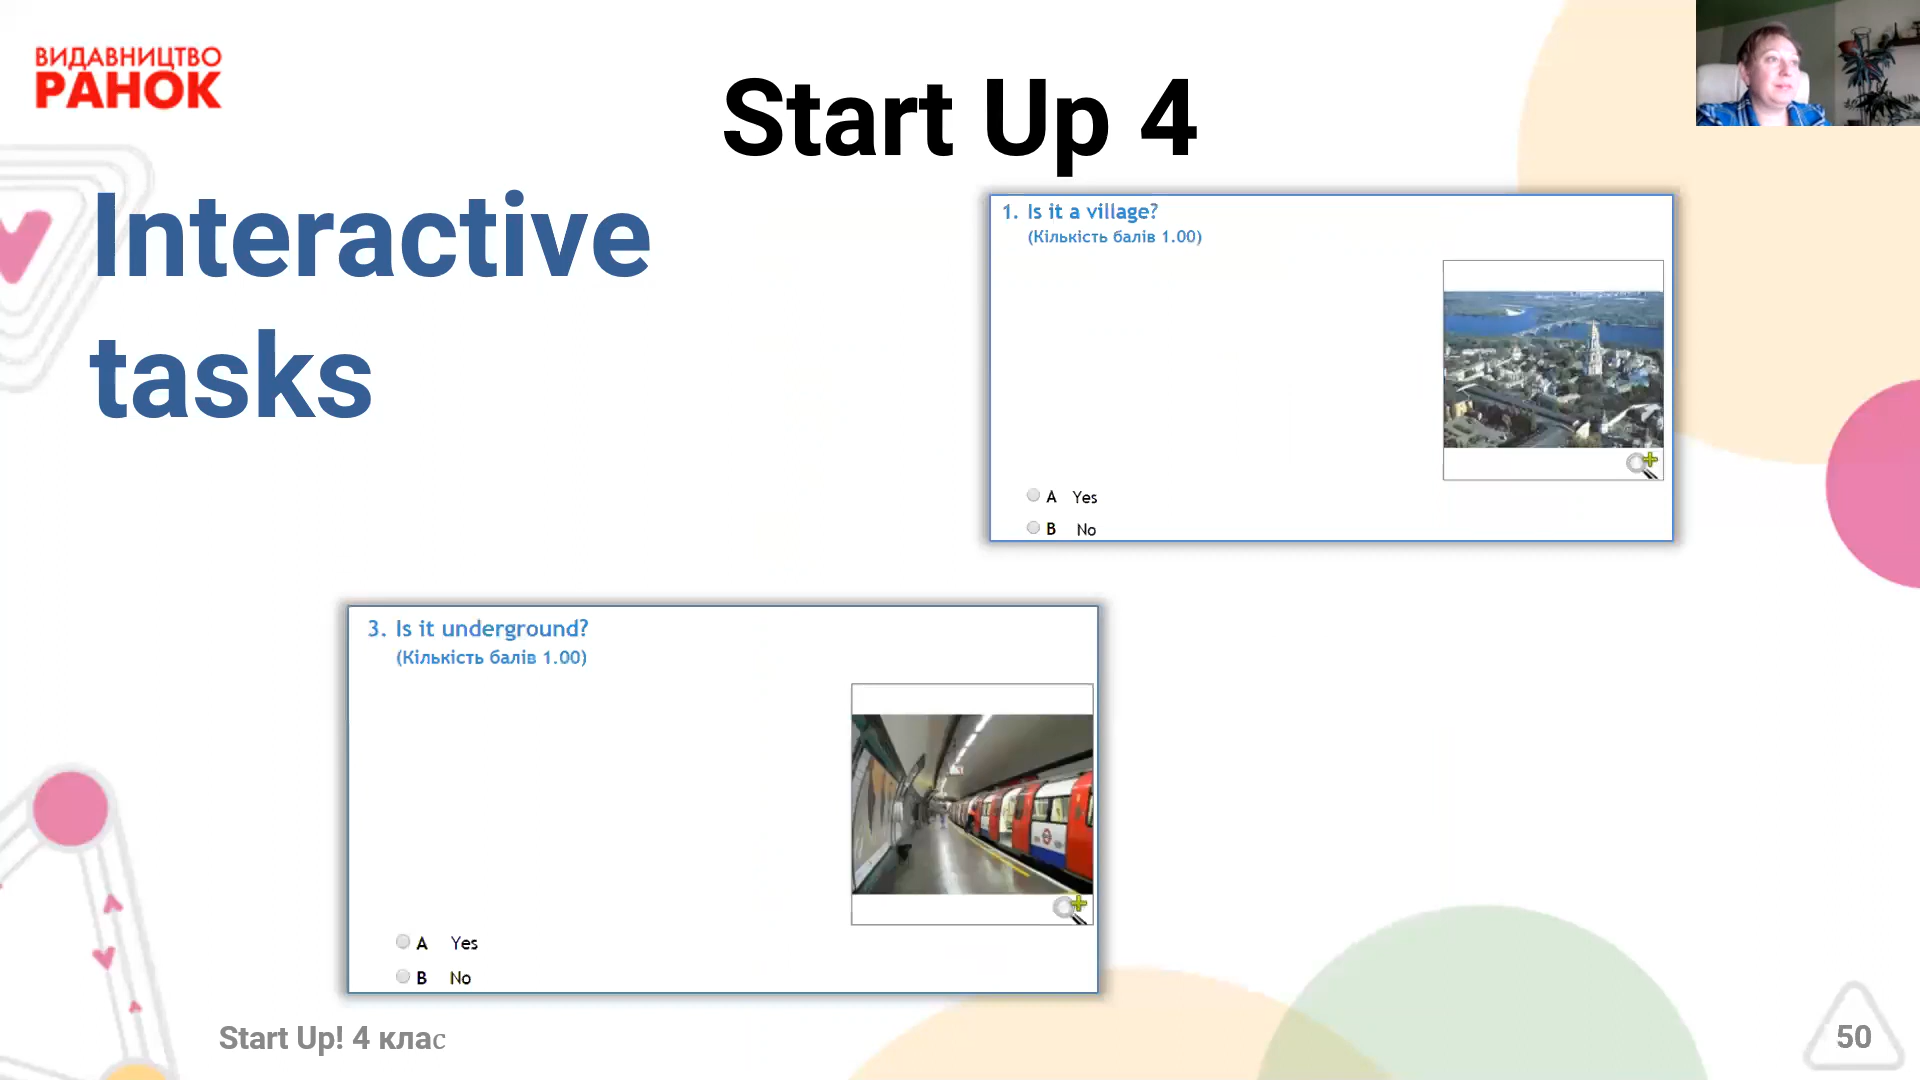 ВИДАВНИЦТВО
РАНОК
Start Up 4
Interactive
tasks
1. Is it a village?
(Кількість балів 1.00)
A Yes
B No
3. Is it underground?
(Кількість балів 1.00)
A Yes
B No
Start Up! 4 клас
50